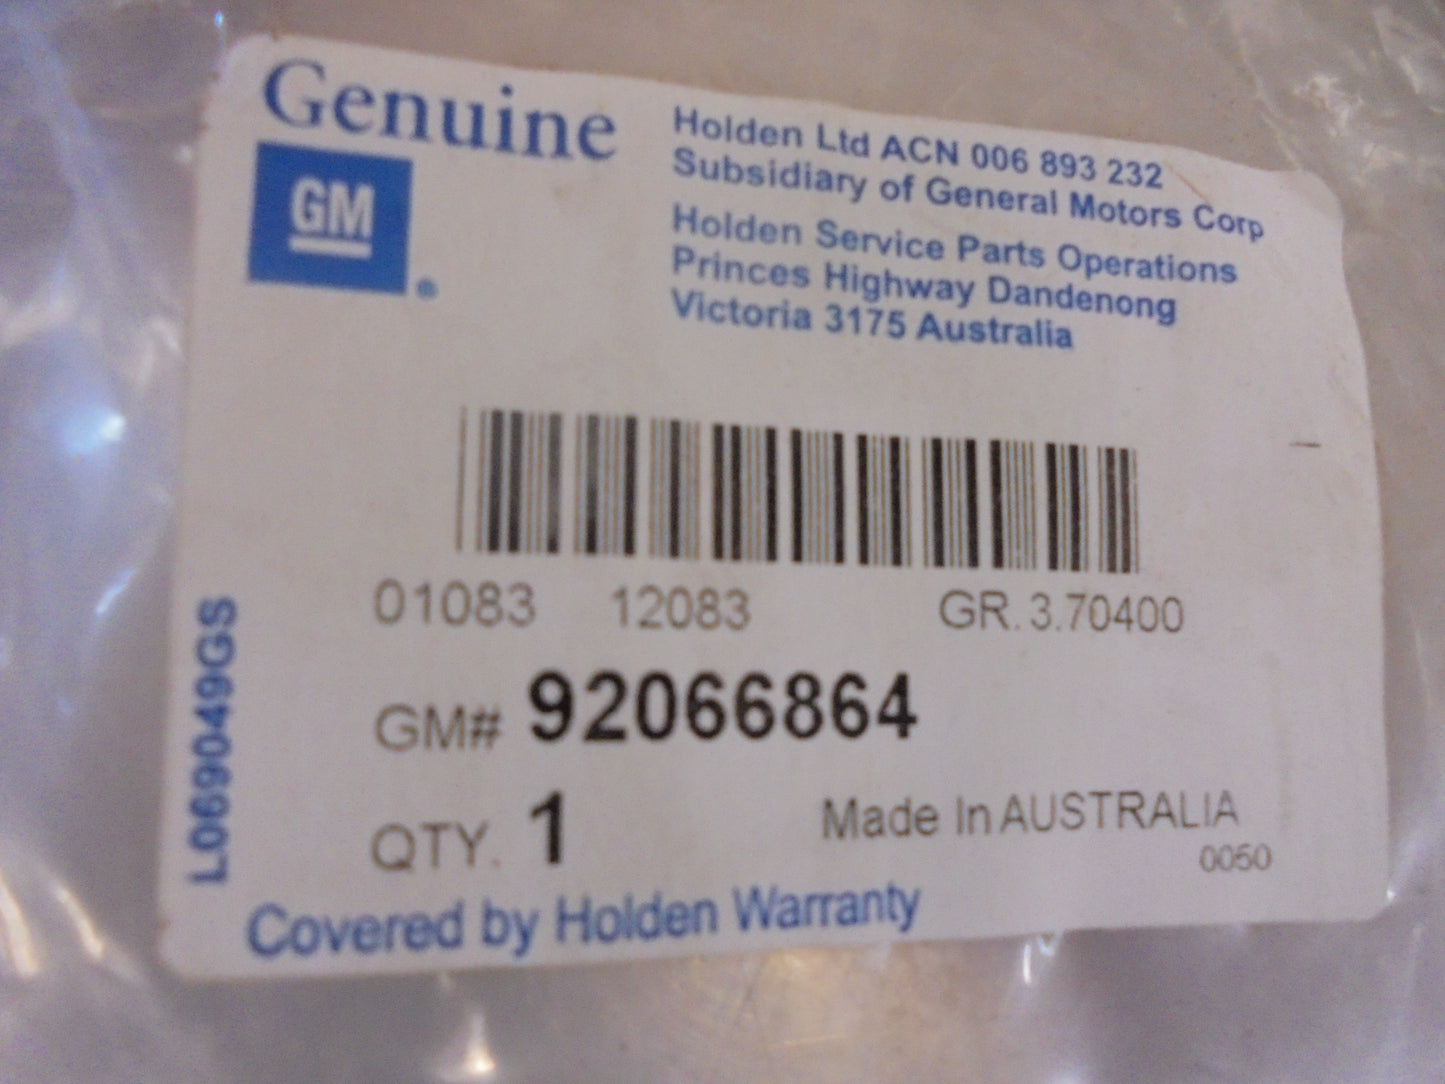 Genuine
GM
®
Holden Ltd ACN 006 893 232
Subsidiary of General Motors Corp
Holden Service Parts Operations
Princes Highway Dandenong
Victoria 3175 Australia
01083 12083 GR. 3.70400
GM# 92066864
QTY. 1 Made In AUSTRALIA
0050
Covered by Holden Warranty
L069049GS